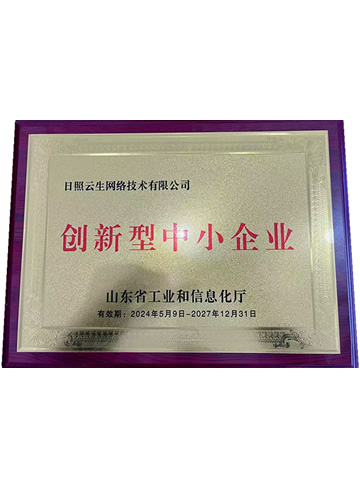 日照云生网络技术有限公司
创新型中小企业
山东省工业和信息化厅
有效期：2024年5月9日-2027年12月31日